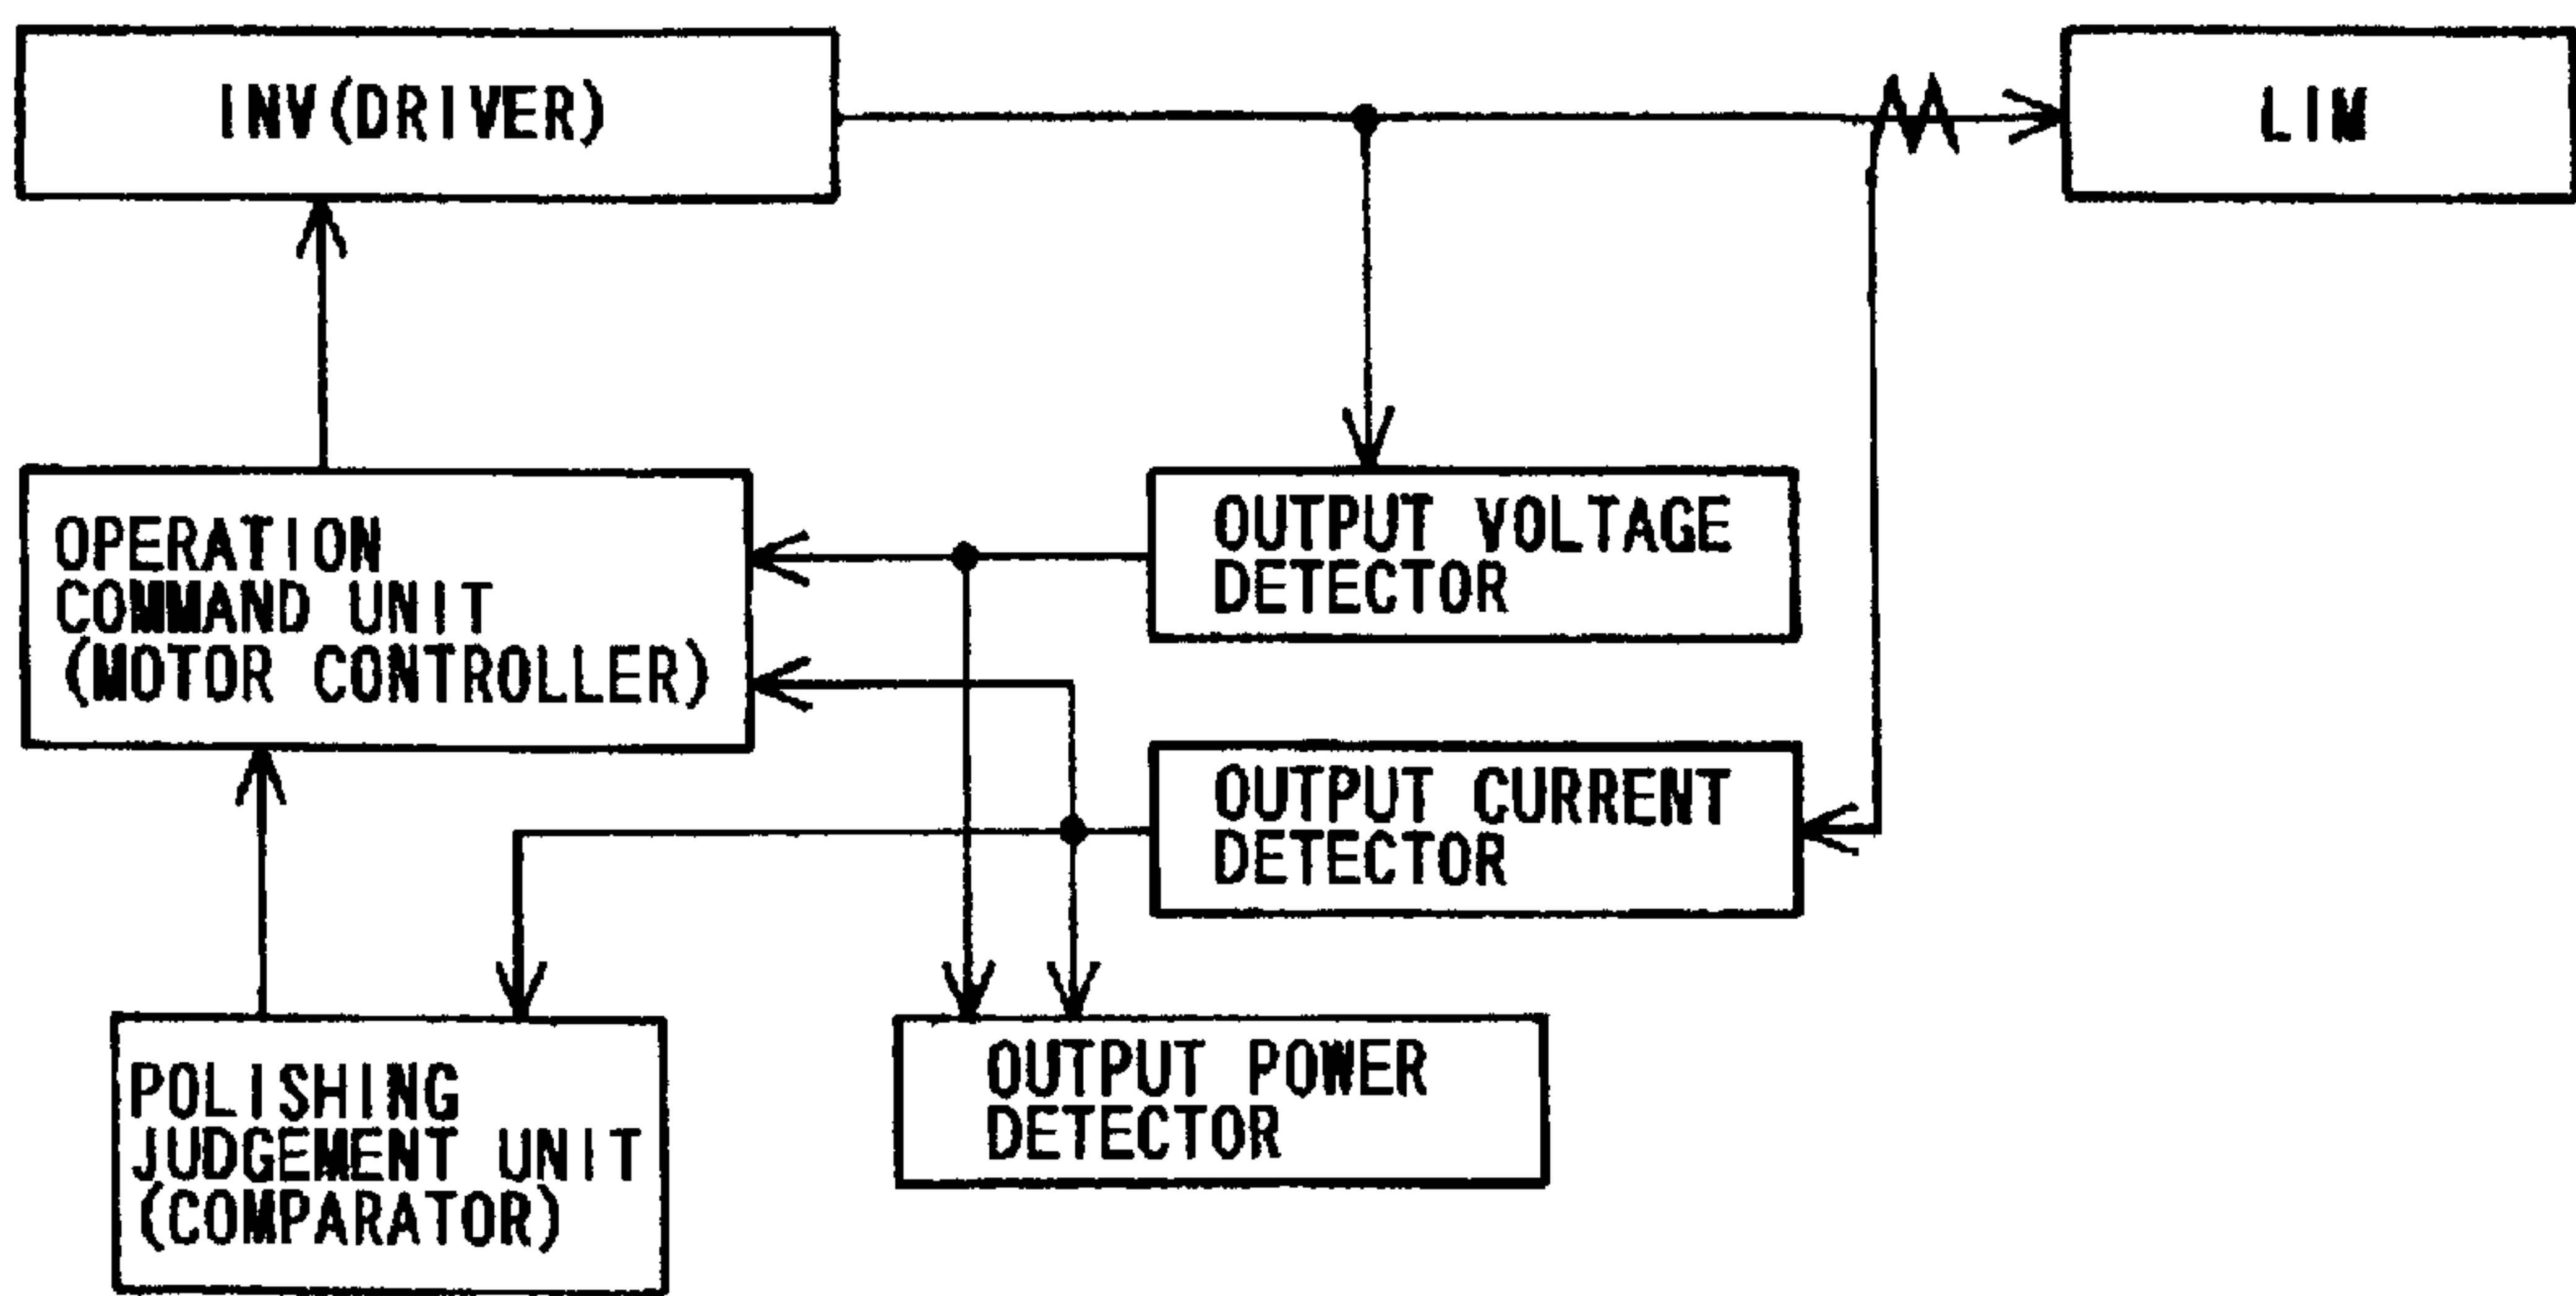 INV(DRIVER)
LIM
OPERATION
COMMAND UNIT
(MOTOR CONTROLLER)
OUTPUT VOLTAGE
DETECTOR
OUTPUT CURRENT
DETECTOR
POLISHING
JUDGEMENT UNIT
(COMPARATOR)
OUTPUT POWER
DETECTOR